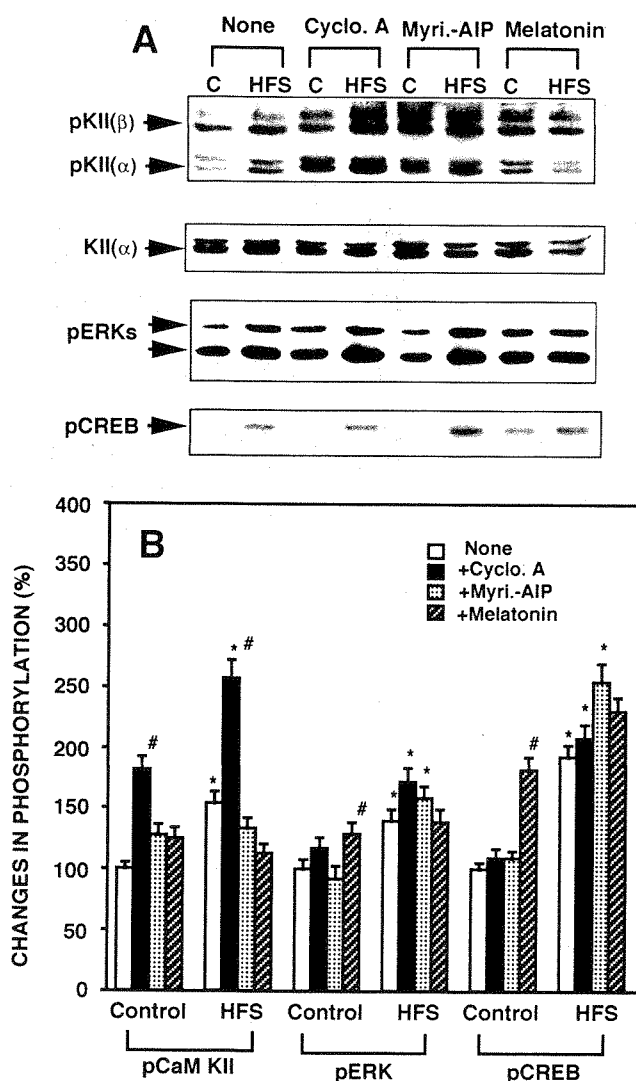 A
None Cyclo. A Myri.-AIP Melatonin
C HFS C HFS C HFS C HFS
pKII(β)
pKII(α)
KII(α)
pERKs
pCREB
B
CHANGES IN PHOSPHORYLATION (%)
400
350
300
250
200
150
100
50
0
None
+Cyclo. A
+Myri.-AIP
+Melatonin
# * * # # * * * # * * *
Control HFS Control HFS Control HFS
pCaM KII pERK pCREB